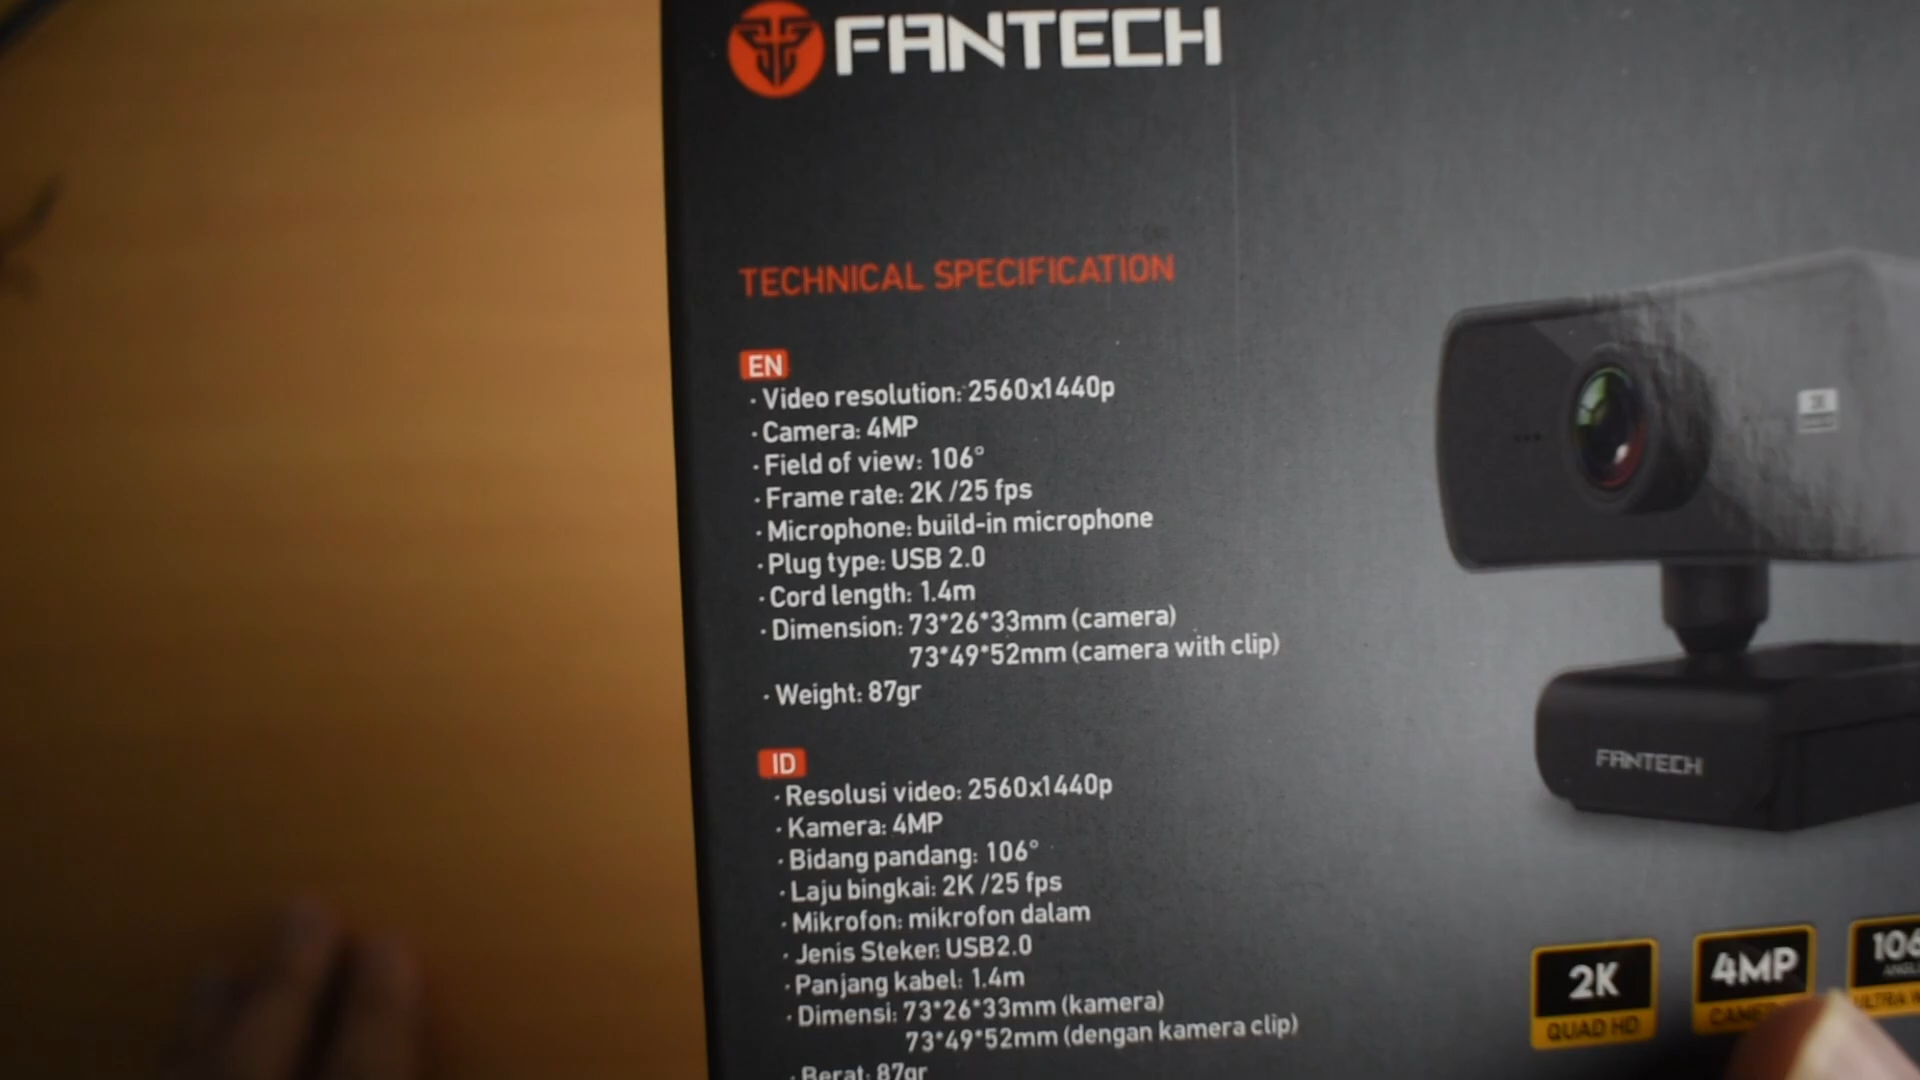 FANTECH
TECHNICAL SPECIFICATION
EN
· Video resolution: 2560x1440p
· Camera: 4MP
· Field of view: 106°
· Frame rate: 2K /25 fps
· Microphone: build-in microphone
· Plug type: USB 2.0
· Cord length: 1.4m
· Dimension: 73*26*33mm (camera)
73*49*52mm (camera with clip)
· Weight: 87gr
ID
· Resolusi video: 2560x1440p
· Kamera: 4MP
· Bidang pandang: 106°
· Laju bingkai: 2K /25 fps
· Mikrofon: mikrofon dalam
· Jenis Steker: USB2.0
· Panjang kabel: 1.4m
· Dimensi: 73*26*33mm (kamera)
73*49*52mm (dengan kamera clip)
· Berat: 87gr
FANTECH
2K
QUAD HD
4MP
106
ULTRA